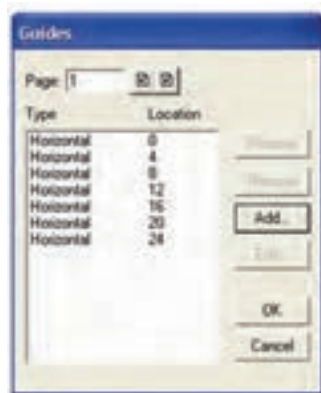 Guides
Page: 1
Type Location
Horizontal 0
Horizontal 4
Horizontal 8
Horizontal 12
Horizontal 16
Horizontal 20
Horizontal 24
Add...
OK
Cancel